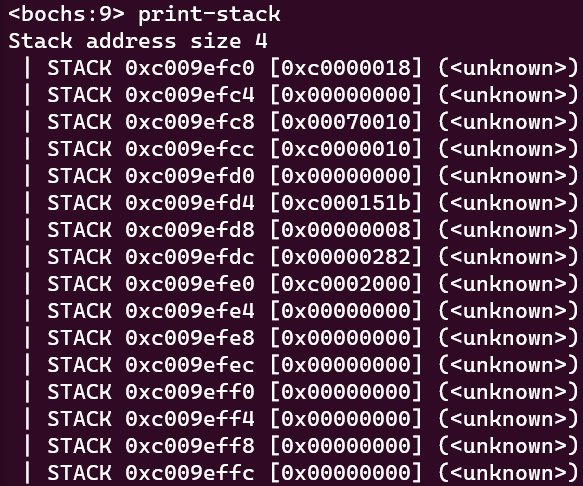 <bochs:9> print-stack
Stack address size 4
| STACK 0xc009efc0 [0xc0000018] (<unknown>)
| STACK 0xc009efc4 [0x00000000] (<unknown>)
| STACK 0xc009efc8 [0x00070010] (<unknown>)
| STACK 0xc009efcc [0xc0000010] (<unknown>)
| STACK 0xc009efd0 [0x00000000] (<unknown>)
| STACK 0xc009efd4 [0xc000151b] (<unknown>)
| STACK 0xc009efd8 [0x00000008] (<unknown>)
| STACK 0xc009efdc [0x00000282] (<unknown>)
| STACK 0xc009efe0 [0xc0002000] (<unknown>)
| STACK 0xc009efe4 [0x00000000] (<unknown>)
| STACK 0xc009efe8 [0x00000000] (<unknown>)
| STACK 0xc009efec [0x00000000] (<unknown>)
| STACK 0xc009eff0 [0x00000000] (<unknown>)
| STACK 0xc009eff4 [0x00000000] (<unknown>)
| STACK 0xc009eff8 [0x00000000] (<unknown>)
| STACK 0xc009effc [0x00000000] (<unknown>)